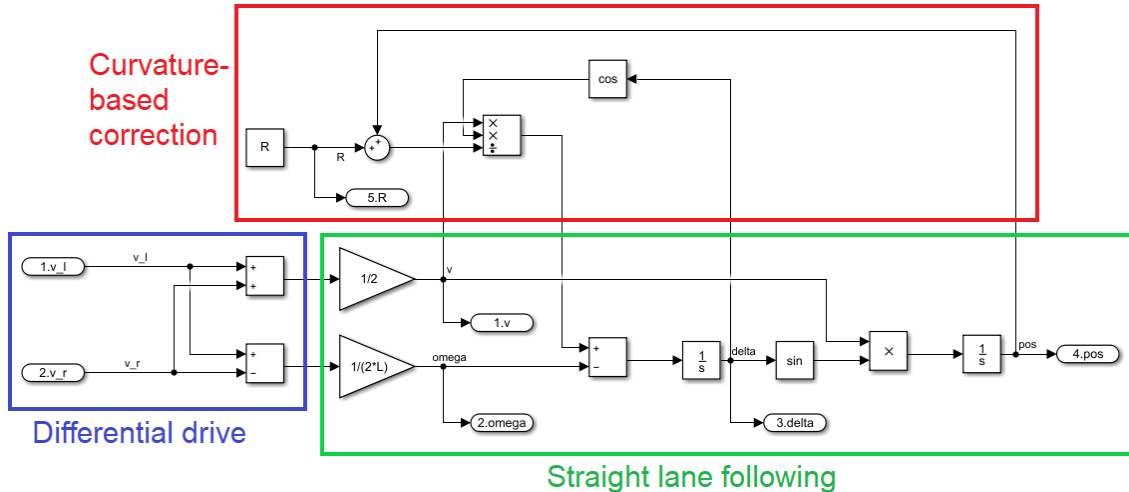 Curvature-
based
correction
cos
×
×
÷
R
R
+
+
5.R
1.v_l
v_l
+
+
1/2
v
1.v
2.v_r
v_r
+
−
1/(2*L)
omega
2.omega
+
−
1
s
delta
sin
3.delta
×
1
s
pos
4.pos
Differential drive
Straight lane following